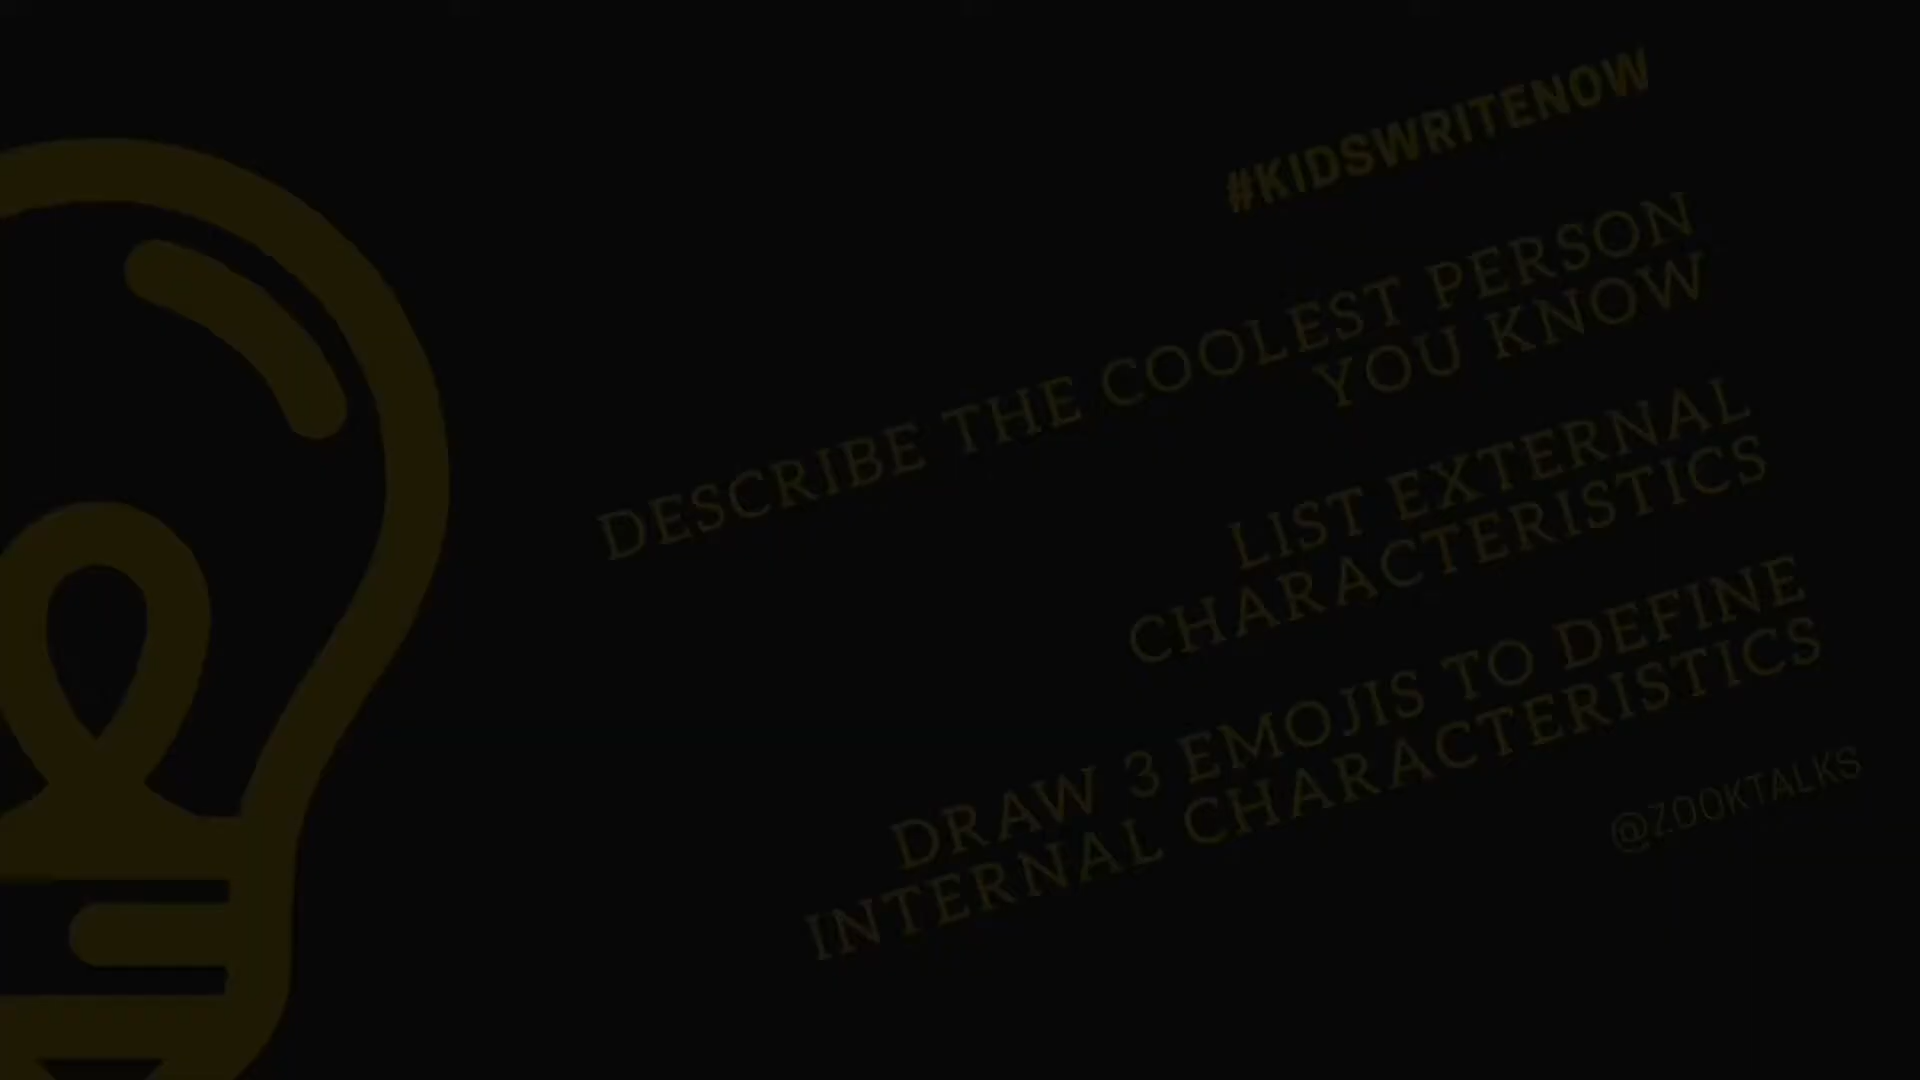 #KIDSWRITENOW
DESCRIBE THE COOLEST PERSON
YOU KNOW
LIST EXTERNAL
CHARACTERISTICS
DRAW 3 EMOJIS TO DEFINE
INTERNAL CHARACTERISTICS
@ZOOKTALKS